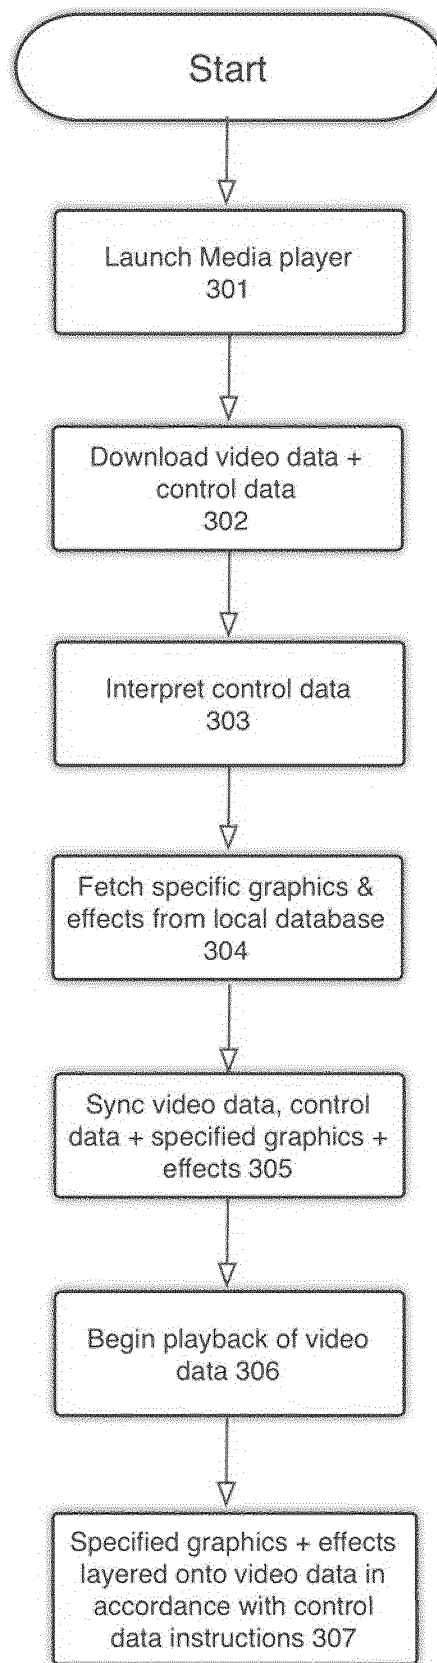 Start
Launch Media player
301
Download video data +
control data
302
Interpret control data
303
Fetch specific graphics &
effects from local database
304
Sync video data, control
data + specified graphics +
effects 305
Begin playback of video
data 306
Specified graphics + effects
layered onto video data in
accordance with control
data instructions 307